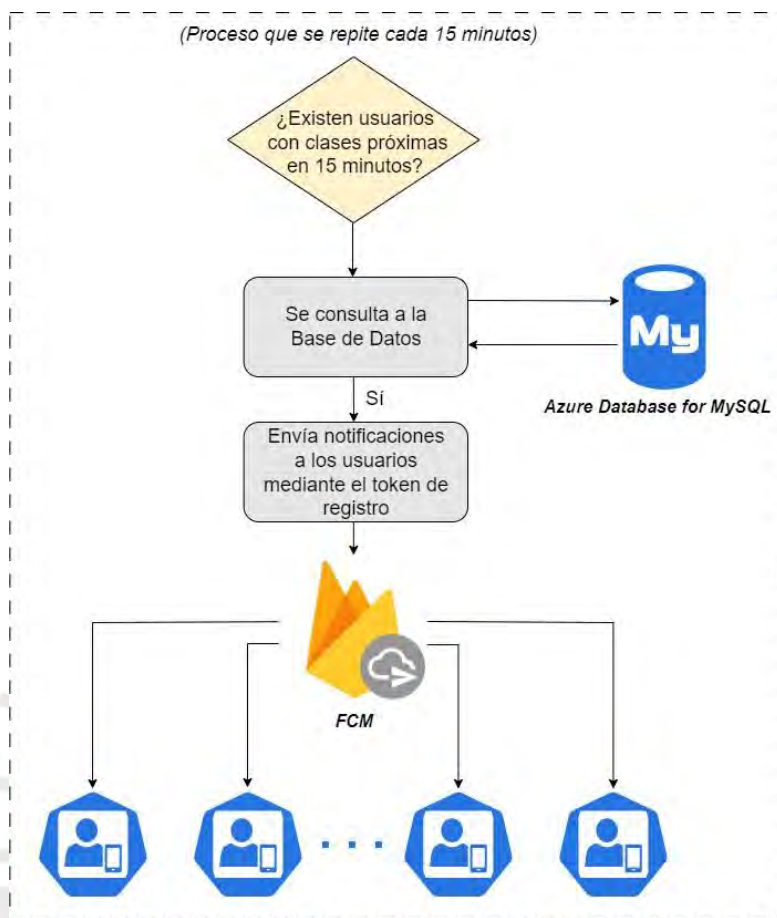 (Proceso que se repite cada 15 minutos)
¿Existen usuarios
con clases próximas
en 15 minutos?
Se consulta a la
Base de Datos
My
Azure Database for MySQL
Sí
Envía notificaciones
a los usuarios
mediante el token de
registro
FCM